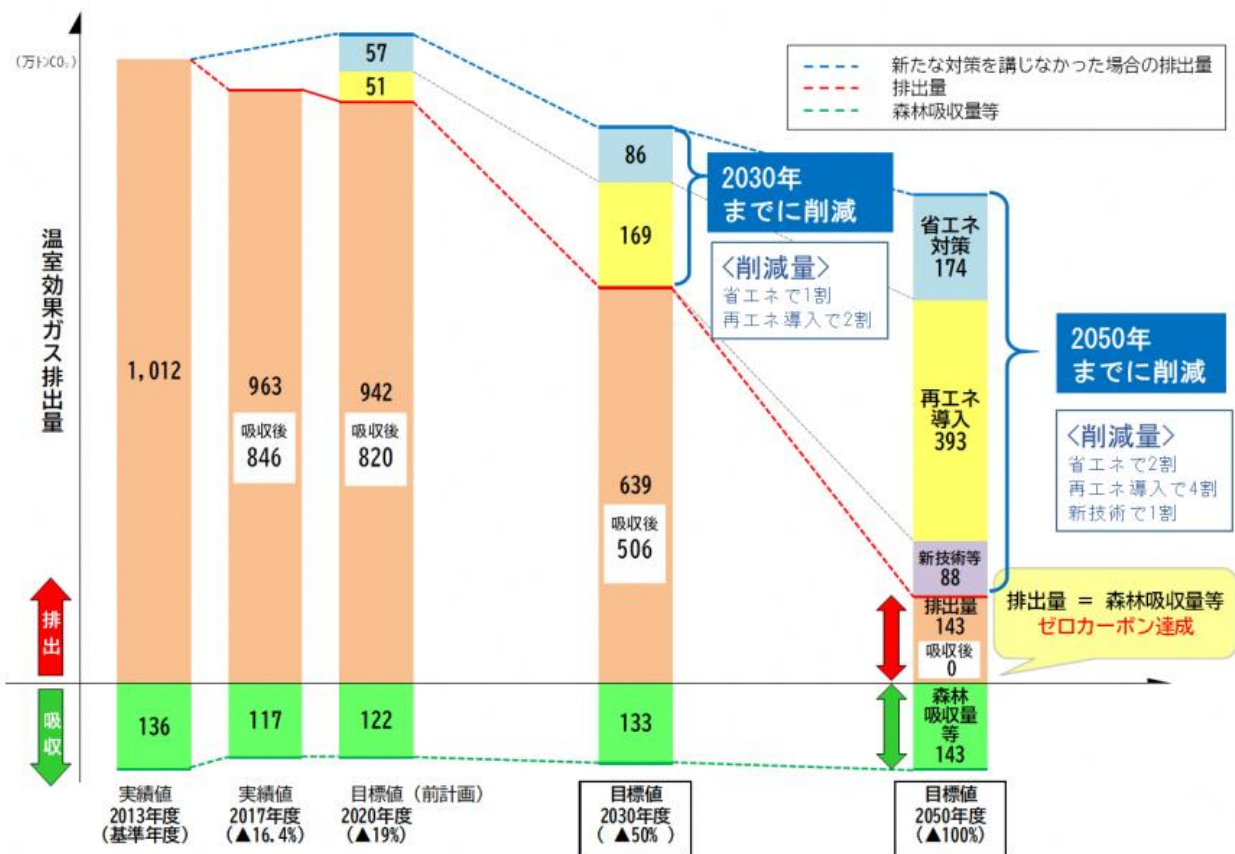 (万トンCO₂)
温室効果ガス排出量
排出
吸収
新たな対策を講じなかった場合の排出量
排出量
森林吸収量等
1,012
136
963
吸収後
846
117
57
51
942
吸収後
820
122
86
169
639
吸収後
506
133
2030年
までに削減
<削減量>
省エネで1割
再エネ導入で2割
省エネ
対策
174
再エネ
導入
393
新技術等
88
排出量
143
吸収後
0
森林
吸収量
等
143
2050年
までに削減
<削減量>
省エネで2割
再エネ導入で4割
新技術で1割
排出量 = 森林吸収量等
ゼロカーボン達成
実績値
2013年度
(基準年度)
実績値
2017年度
(▲16.4%)
目標値(前計画)
2020年度
(▲19%)
目標値
2030年度
( ▲50% )
目標値
2050年度
(▲100%)